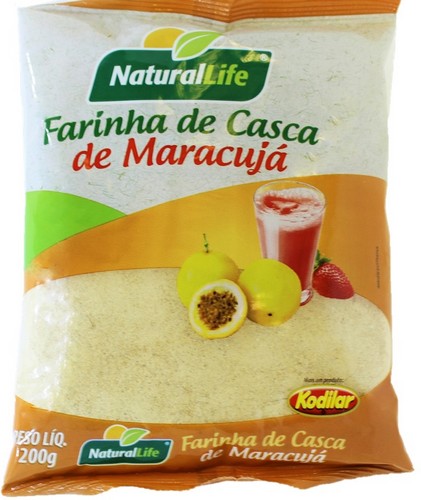 NaturalLife
Farinha de Casca
de Maracujá
Kodilar
PESO LÍQ.
200g
NaturalLife
Farinha de Casca
de Maracujá